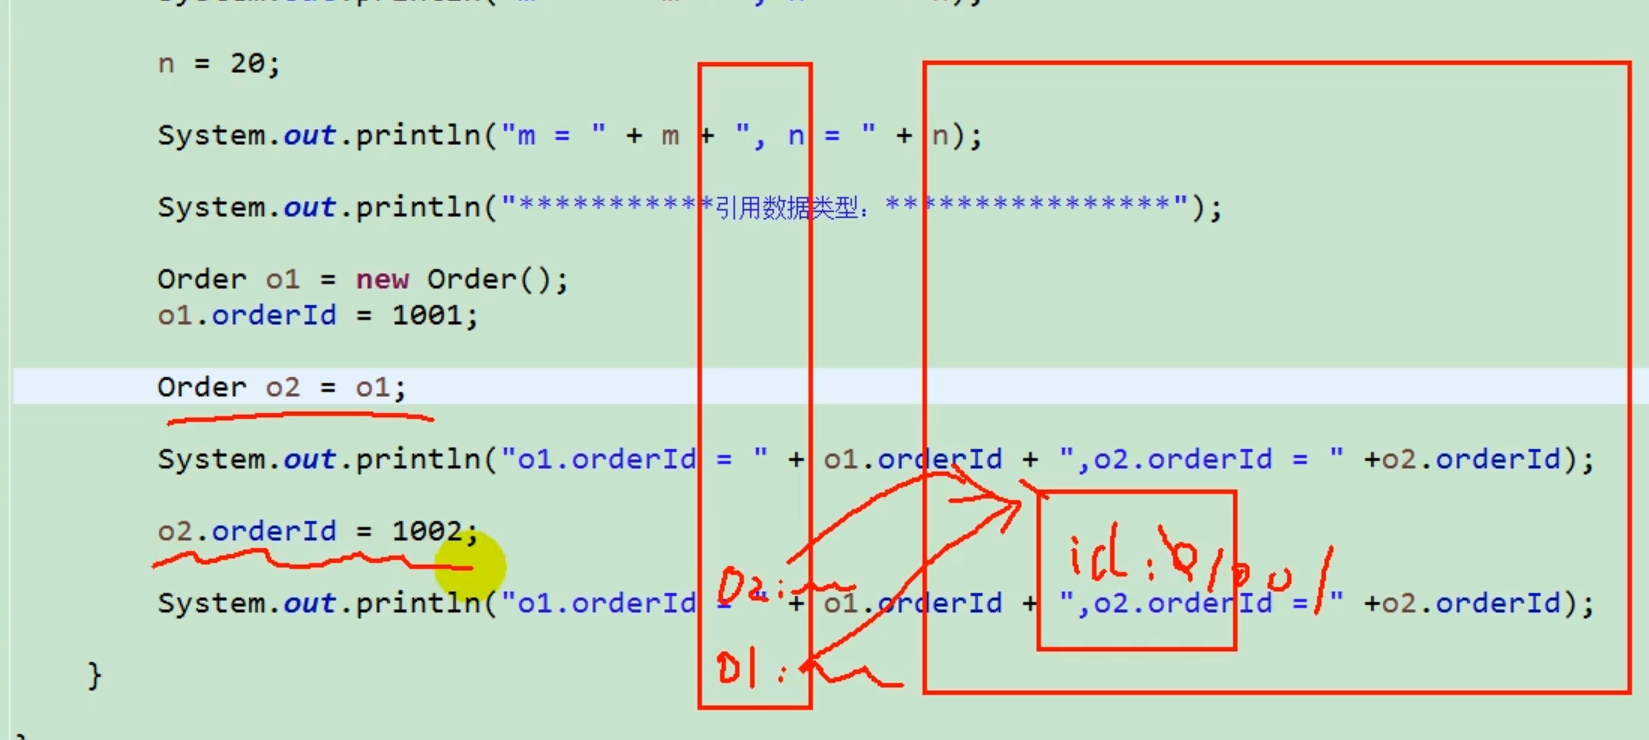 n = 20;
System.out.println("m = " + m + ", n = " + n);
System.out.println("***********引用数据类型：****************");
Order o1 = new Order();
o1.orderId = 1001;
Order o2 = o1;
System.out.println("o1.orderId = " + o1.orderId + ",o2.orderId = " +o2.orderId);
o2.orderId = 1002;
id:0 1001
O2:
System.out.println("o1.orderId = " + o1.orderId + ",o2.orderId = " +o2.orderId);
O1:
}